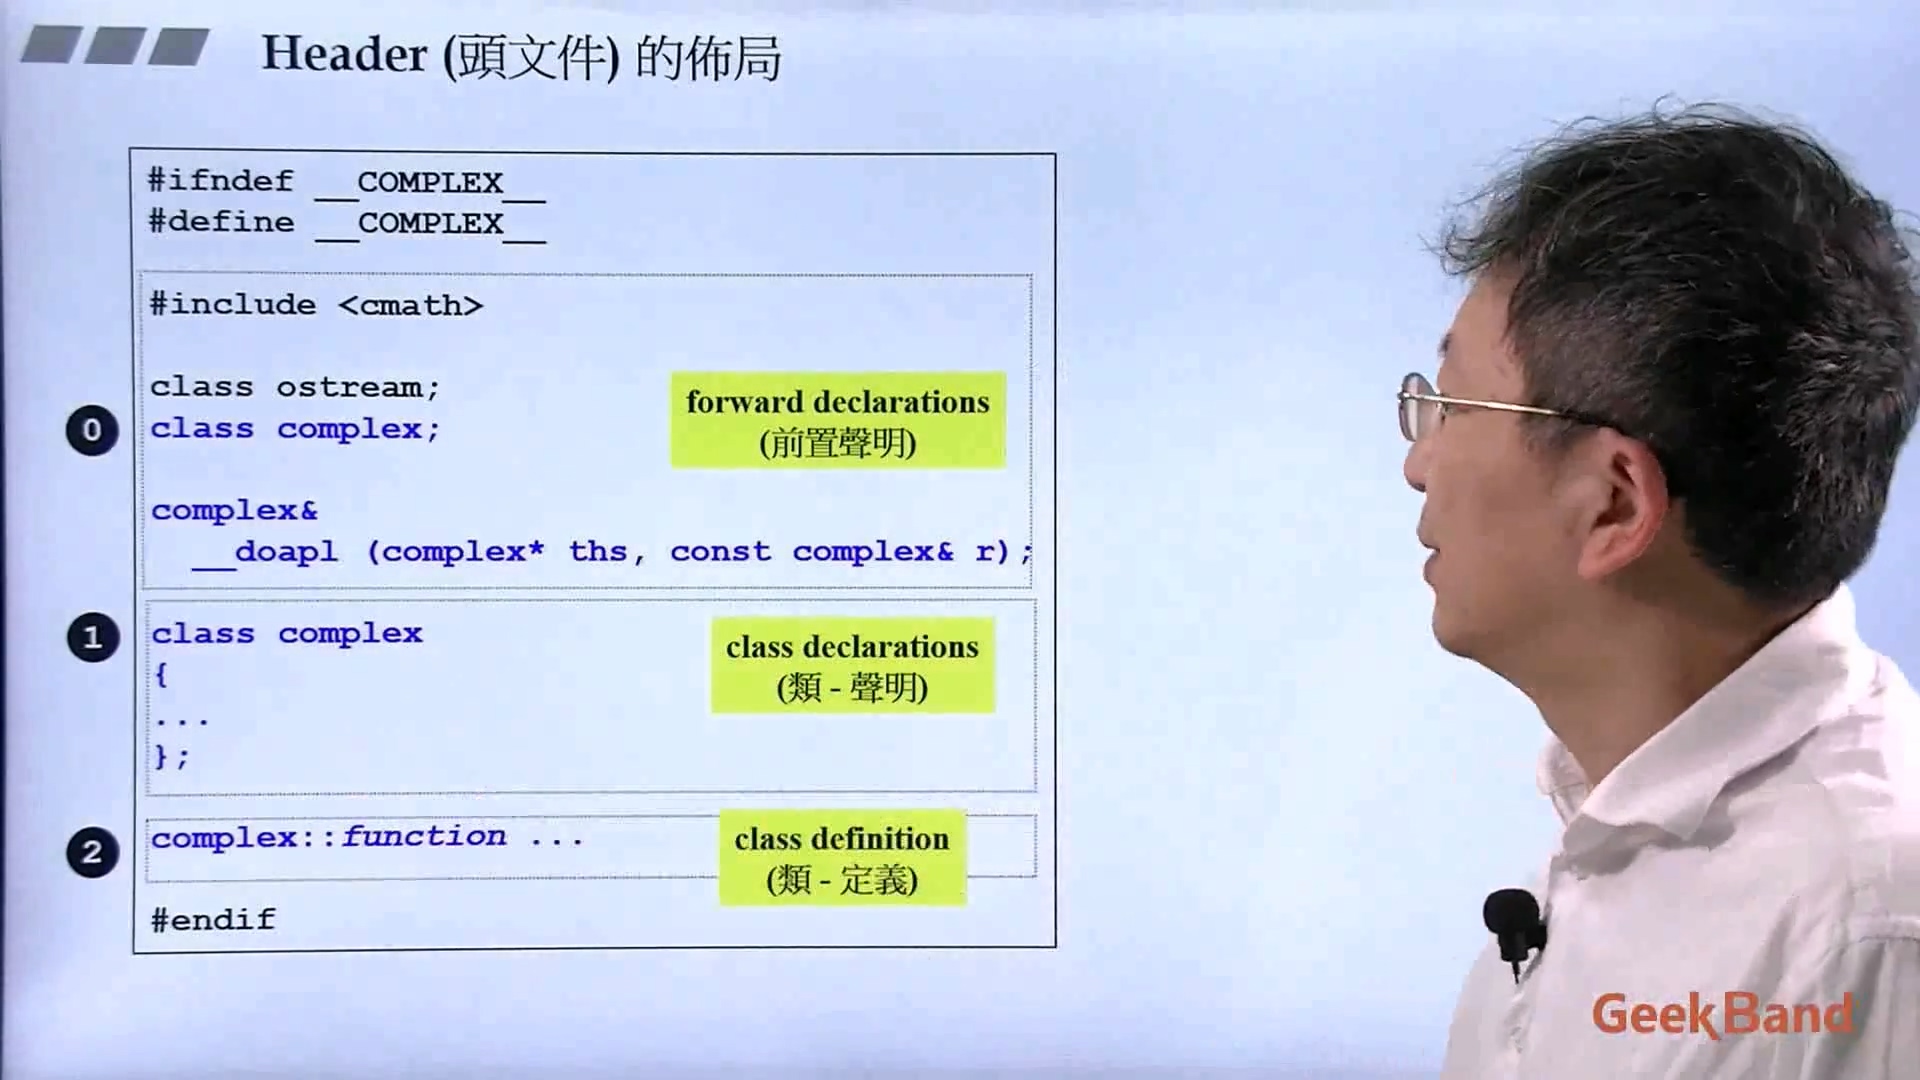 Header (頭文件) 的佈局
#ifndef __COMPLEX__
#define __COMPLEX__
#include <cmath>
class ostream;
class complex;
forward declarations
(前置聲明)
0
complex&
__doapl (complex* ths, const complex& r);
1
class complex
{
...
};
class declarations
(類 - 聲明)
2
complex::function ...
class definition
(類 - 定義)
#endif
GeekBand